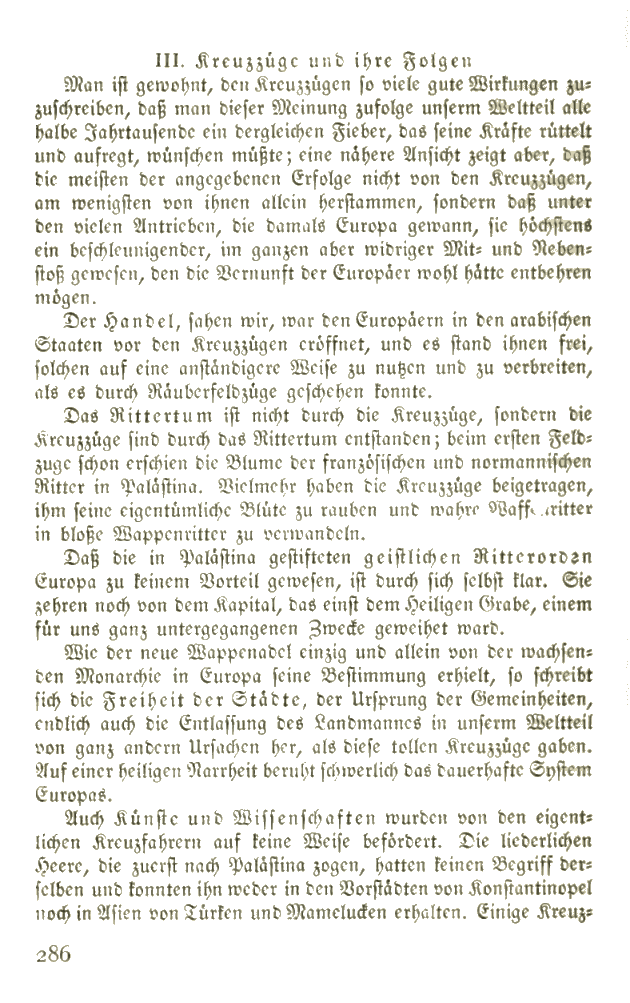 III. Kreuzzüge und ihre Folgen
Man ist gewohnt, den Kreuzzügen so viele gute Wirkungen zu-
zuschreiben, daß man dieser Meinung zufolge unserm Weltteil alle
halbe Jahrtausende ein dergleichen Fieber, das seine Kräfte rüttelt
und aufregt, wünschen müßte; eine nähere Ansicht zeigt aber, daß
die meisten der angegebenen Erfolge nicht von den Kreuzzügen,
am wenigsten von ihnen allein herstammen, sondern daß unter
den vielen Antrieben, die damals Europa gewann, sie höchstens
ein beschleunigender, im ganzen aber widriger Mit- und Neben-
stoß gewesen, den die Vernunft der Europäer wohl hätte entbehren
mögen.
Der Handel, sahen wir, war den Europäern in den arabischen
Staaten vor den Kreuzzügen eröffnet, und es stand ihnen frei,
solchen auf eine anständigere Weise zu nutzen und zu verbreiten,
als es durch Räuberfeldzüge geschehen konnte.
Das Rittertum ist nicht durch die Kreuzzüge, sondern die
Kreuzzüge sind durch das Rittertum entstanden; beim ersten Feld-
zuge schon erschien die Blume der französischen und normannischen
Ritter in Palästina. Vielmehr haben die Kreuzzüge beigetragen,
ihm seine eigentümliche Blüte zu rauben und wahre
in bloße Wappenritter zu verwandeln.
Daß die in Palästina gestifteten geistlichen Ritterorden
Europa zu keinem Vorteil gewesen, ist durch sich selbst klar. Sie
zehren noch von dem Kapital, das einst dem Heiligen Grabe, einem
für uns ganz untergegangenen Zwecke geweihet ward.
Wie der neue Wappenadel einzig und allein von der wachsen-
den Monarchie in Europa seine Bestimmung erhielt, so schreibt
sich die Freiheit der Städte, der Ursprung der Gemeinheiten,
endlich auch die Entlassung des Landmannes in unserm Weltteil
von ganz andern Ursachen her, als diese tollen Kreuzzüge gaben.
Auf einer heiligen Narrheit beruht schwerlich das dauerhafte System
Europas.
Auch Künste und Wissenschaften wurden von den eigent-
lichen Kreuzfahrern auf keine Weise befördert. Die liederlichen
Heere, die zuerst nach Palästina zogen, hatten keinen Begriff der-
selben und konnten ihn weder in den Vorstädten von Konstantinopel
noch in Asien von Türken und Mamelucken erhalten. Einige Kreuz-
286